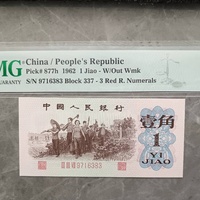 MG
GUARANTY
China / People's Republic
Pick# 877h 1962 1 Jiao - W/Out Wmk
S/N 9716383 Block 337 - 3 Red R. Numerals
中国人民银行
壹角
1
YI
JIAO
9716383